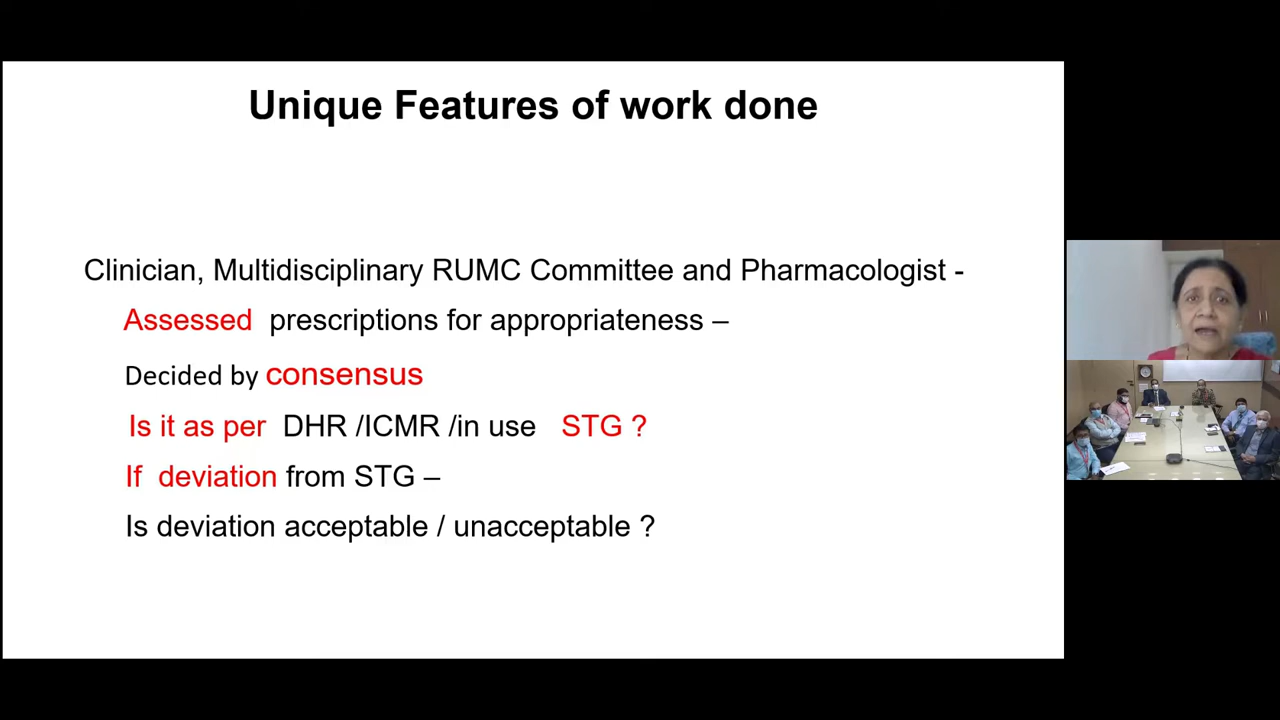 Unique Features of work done
Clinician, Multidisciplinary RUMC Committee and Pharmacologist -
Assessed prescriptions for appropriateness –
Decided by consensus
Is it as per DHR /ICMR /in use STG ?
If deviation from STG –
Is deviation acceptable / unacceptable ?